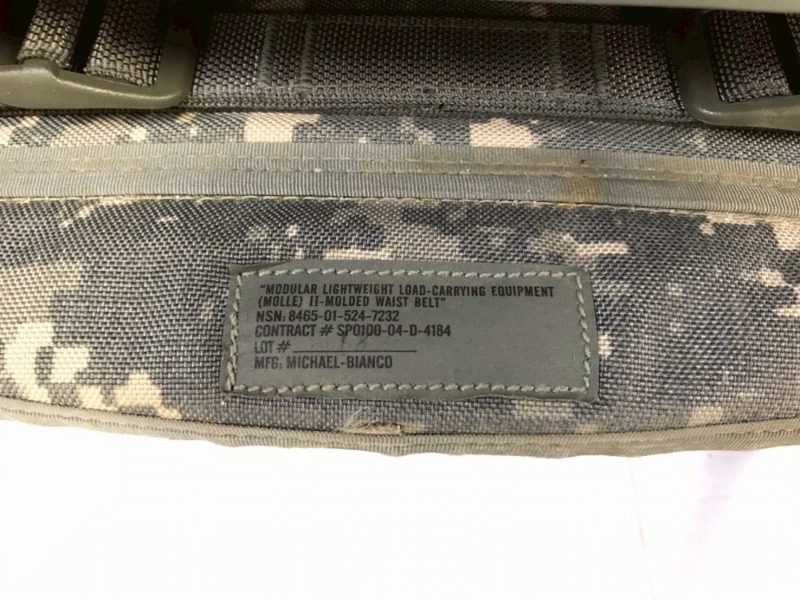 "MODULAR LIGHTWEIGHT LOAD-CARRYING EQUIPMENT
(MOLLE) II-MOLDED WAIST BELT"
NSN: 8465-01-524-7232
CONTRACT # SPO100-04-D-4184
LOT #
MFG. MICHAEL-BIANCO